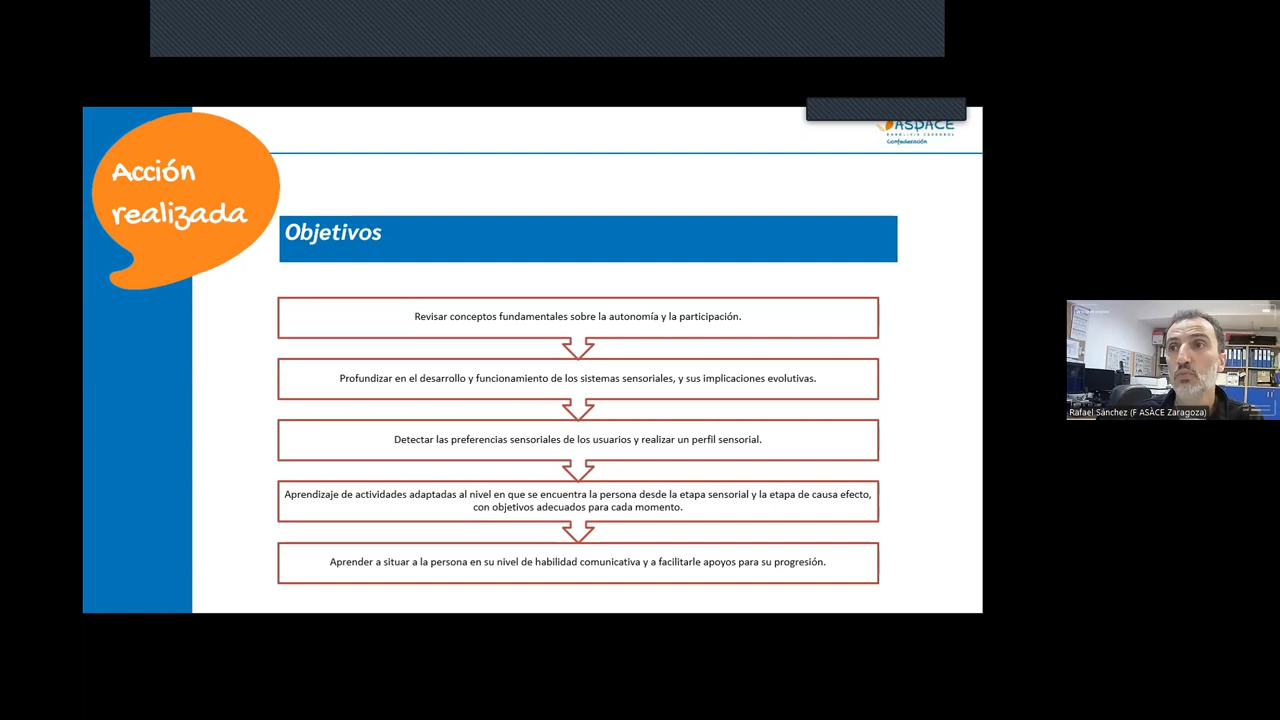 Acción
realizada
ASPACE
Confederación
Objetivos
Revisar conceptos fundamentales sobre la autonomía y la participación.
Profundizar en el desarrollo y funcionamiento de los sistemas sensoriales, y sus implicaciones evolutivas.
Detectar las preferencias sensoriales de los usuarios y realizar un perfil sensorial.
Aprendizaje de actividades adaptadas al nivel en que se encuentra la persona desde la etapa sensorial y la etapa de causa efecto,
con objetivos adecuados para cada momento.
Aprender a situar a la persona en su nivel de habilidad comunicativa y a facilitarle apoyos para su progresión.
Rafael Sánchez (F ASÀCE Zaragoza)